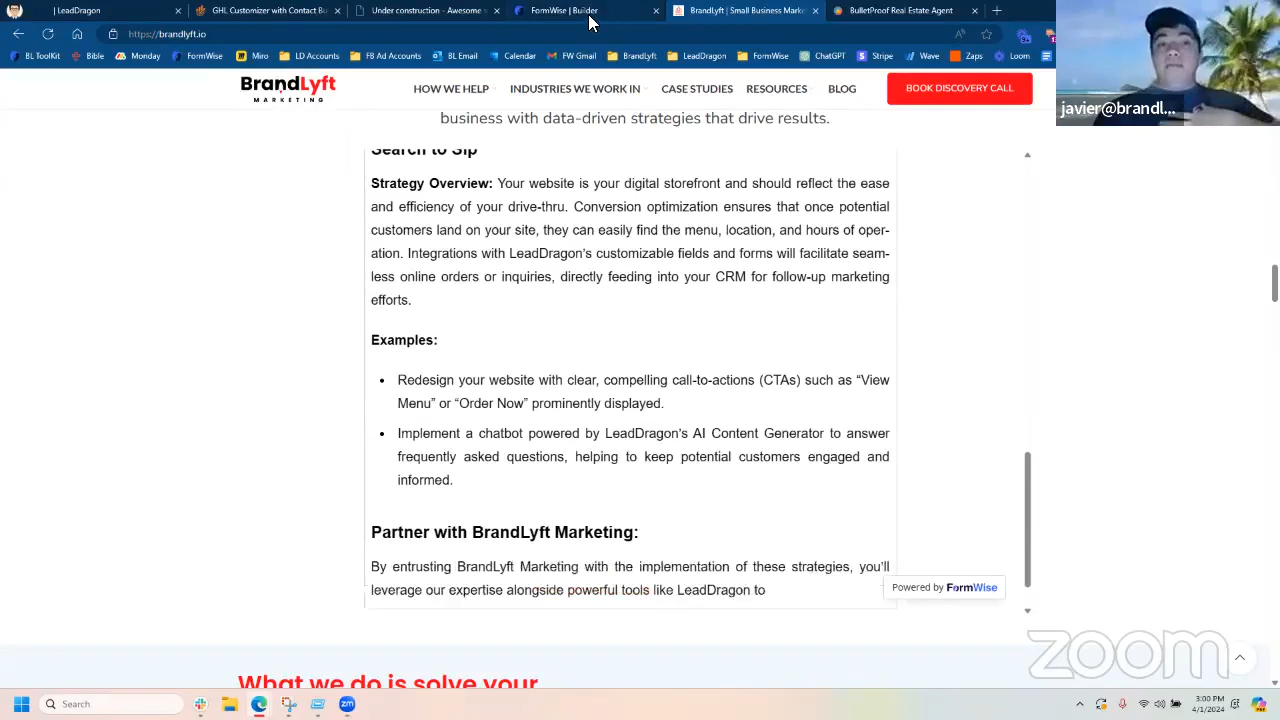 | LeadDragon
GHL Customer Support - Box
Under Construction - Awesome s
FormWise | Builder
BrandLyft | Small Business Mark
BulletProof Real Estate Agent
https://brandlyft.io
BL ToolKit
Bible
https://morning.dail...
FormWise
Miro
LD Accounts
FB Ad Accounts
BL Email
Calendar
FW Gmail
BrandLyft
LeadDragon
FormWise
ChatGPT
Stripe
Wave
Zaps
Loom
BrandLyft
MARKETING
HOW WE HELP
INDUSTRIES WE WORK IN
CASE STUDIES
RESOURCES
BLOG
BOOK DISCOVERY CALL
javier@brandl...
business with data-driven strategies that drive results.
Search to Sip
Strategy Overview: Your website is your digital storefront and should reflect the ease
and efficiency of your drive-thru. Conversion optimization ensures that once potential
customers land on your site, they can easily find the menu, location, and hours of oper-
ation. Integrations with LeadDragon's customizable fields and forms will facilitate seam-
less online orders or inquiries, directly feeding into your CRM for follow-up marketing
efforts.
Examples:
• Redesign your website with clear, compelling call-to-actions (CTAs) such as “View
Menu” or “Order Now” prominently displayed.
• Implement a chatbot powered by LeadDragon's AI Content Generator to answer
frequently asked questions, helping to keep potential customers engaged and
informed.
Partner with BrandLyft Marketing:
By entrusting BrandLyft Marketing with the implementation of these strategies, you'll
leverage our expertise alongside powerful tools like LeadDragon to
Powered by FormWise
zoom
What we do is solve your
Search
zm
3:00 PM
4/1/2024